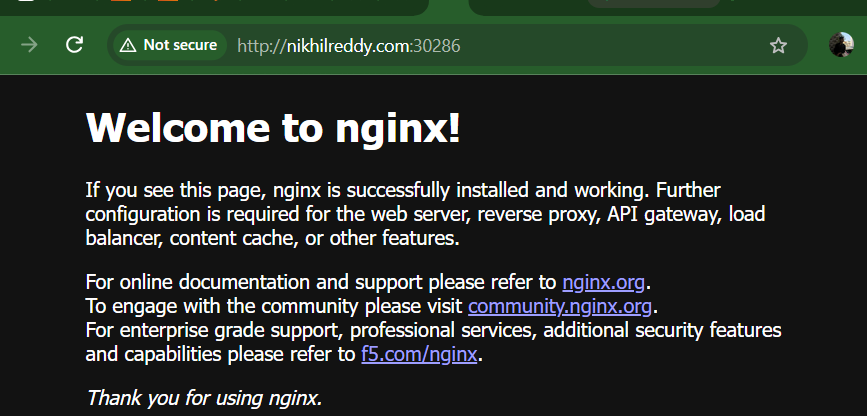 Not secure http://nikhilreddy.com:30286
Welcome to nginx!
If you see this page, nginx is successfully installed and working. Further
configuration is required for the web server, reverse proxy, API gateway, load
balancer, content cache, or other features.
For online documentation and support please refer to nginx.org.
To engage with the community please visit community.nginx.org.
For enterprise grade support, professional services, additional security features
and capabilities please refer to f5.com/nginx.
Thank you for using nginx.